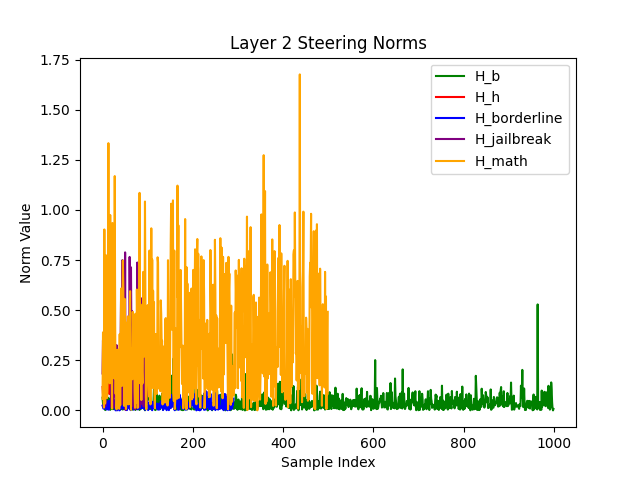 Layer 2 Steering Norms
1.75
1.50
1.25
1.00
0.75
0.50
0.25
0.00
Norm Value
H_b
H_h
H_borderline
H_jailbreak
H_math
0
200
400
600
800
1000
Sample Index